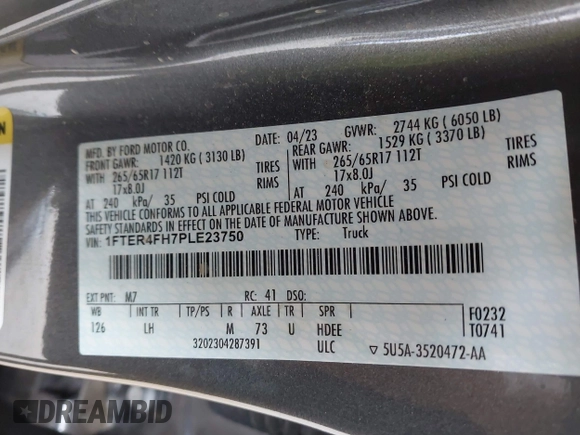 MFD. BY FORD MOTOR CO.
DATE: 04/23 GVWR: 2744 KG ( 6050 LB)
FRONT GAWR: 1420 KG ( 3130 LB) REAR GAWR: 1529 KG ( 3370 LB)
WITH 265/65R17 112T TIRES WITH 265/65R17 112T TIRES
17x8.0J RIMS 17x8.0J RIMS
AT 240 kPa/ 35 PSI COLD AT 240 kPa/ 35 PSI COLD
THIS VEHICLE CONFORMS TO ALL APPLICABLE FEDERAL MOTOR VEHICLE
SAFETY STANDARDS IN EFFECT ON THE DATE OF MANUFACTURE SHOWN ABOVE.
VIN: 1FTER4FH7PLE23750 TYPE: Truck
EXT PNT: M7 RC: 41 DSO:
WB INT TR TP/PS R AXLE TR SPR F0232
126 LH M 73 U HDEE T0741
3202304287391 ULC ▽ 5U5A-3520472-AA
DREAMBID